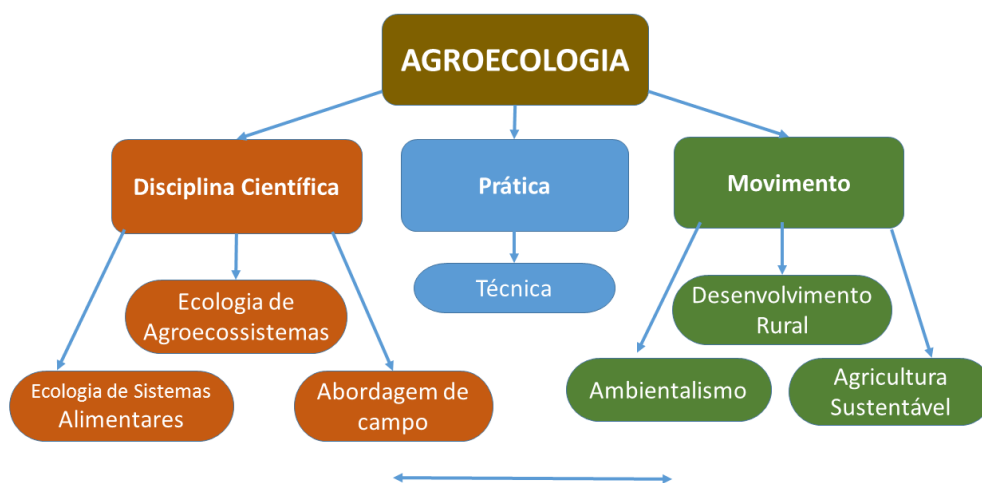 AGROECOLOGIA
Disciplina Científica
Prática
Movimento
Ecologia de
Agroecossistemas
Técnica
Desenvolvimento
Rural
Ecologia de Sistemas
Alimentares
Abordagem de
campo
Ambientalismo
Agricultura
Sustentável